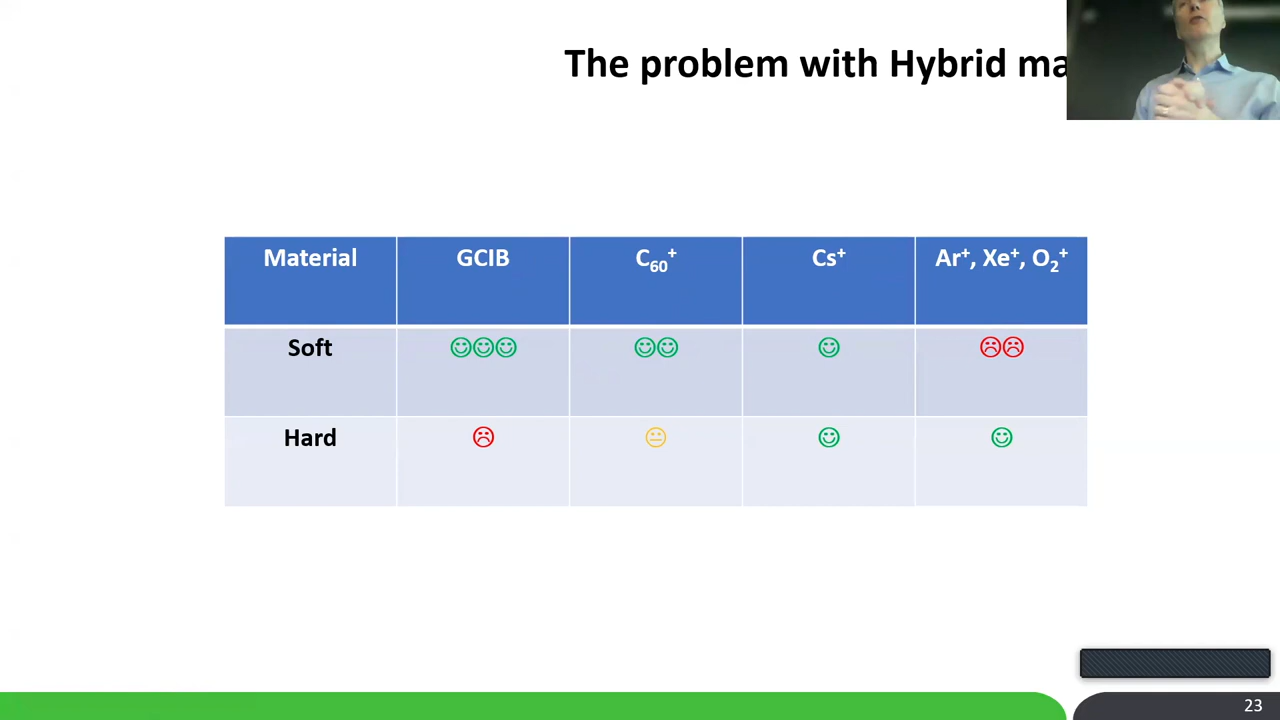 The problem with Hybrid ma
Material GCIB C60+ Cs+ Ar+, Xe+, O2+
Soft ☺☺☺ ☺☺ ☺ ☹☹
Hard ☹ 😐 ☺ ☺
23